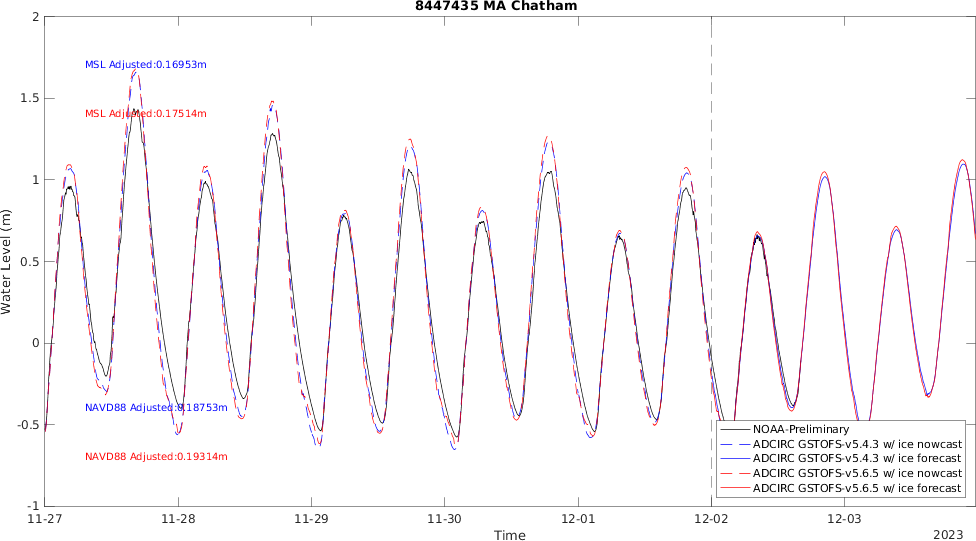 8447435 MA Chatham
2
1.5
1
0.5
0
-0.5
-1
Water Level (m)
MSL Adjusted:0.16953m
MSL Adjusted:0.17514m
NAVD88 Adjusted:0.18753m
NAVD88 Adjusted:0.19314m
NOAA-Preliminary
ADCIRC GSTOFS-v5.4.3 w/ ice nowcast
ADCIRC GSTOFS-v5.4.3 w/ ice forecast
ADCIRC GSTOFS-v5.6.5 w/ ice nowcast
ADCIRC GSTOFS-v5.6.5 w/ ice forecast
11-27 11-28 11-29 11-30 12-01 12-02 12-03
Time
2023